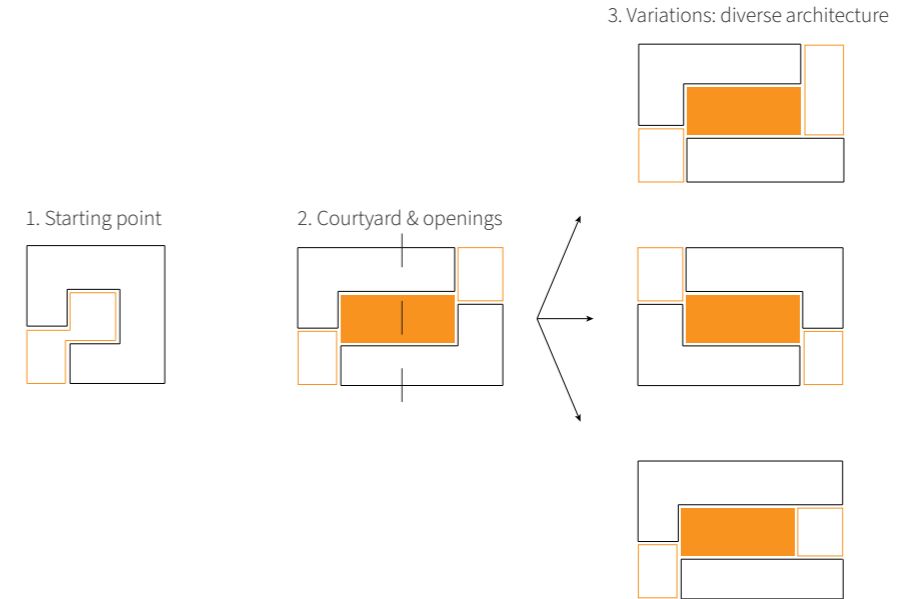 3. Variations: diverse architecture
1. Starting point
2. Courtyard & openings